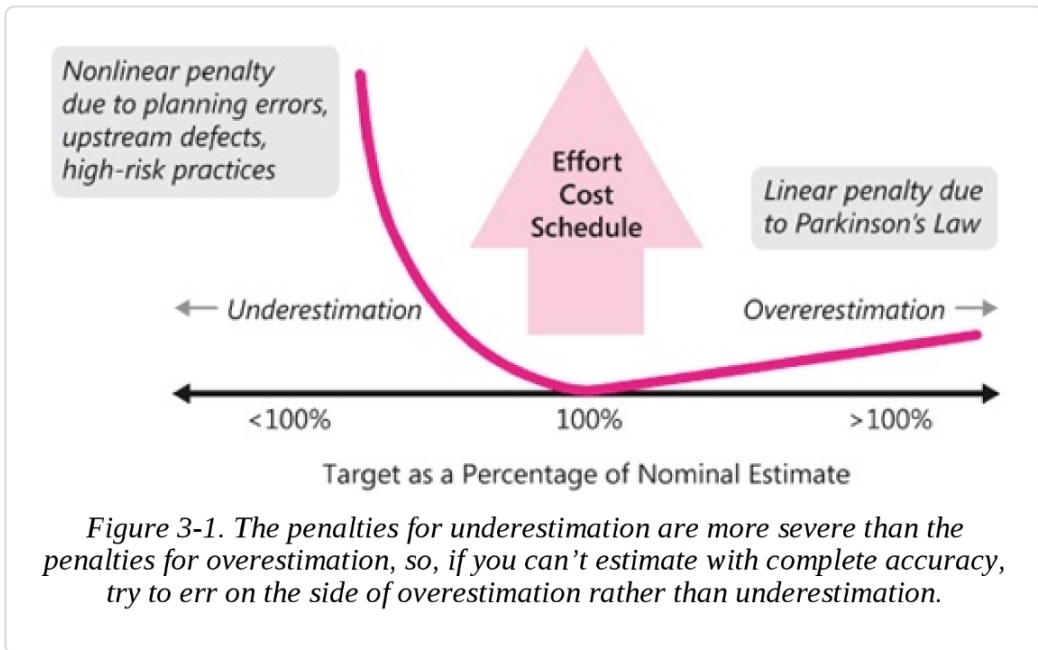 Nonlinear penalty
due to planning errors,
upstream defects,
high-risk practices
Effort
Cost
Schedule
Linear penalty due
to Parkinson's Law
Underestimation
Overerestimation
<100%
100%
>100%
Target as a Percentage of Nominal Estimate
Figure 3-1. The penalties for underestimation are more severe than the
penalties for overestimation, so, if you can’t estimate with complete accuracy,
try to err on the side of overestimation rather than underestimation.